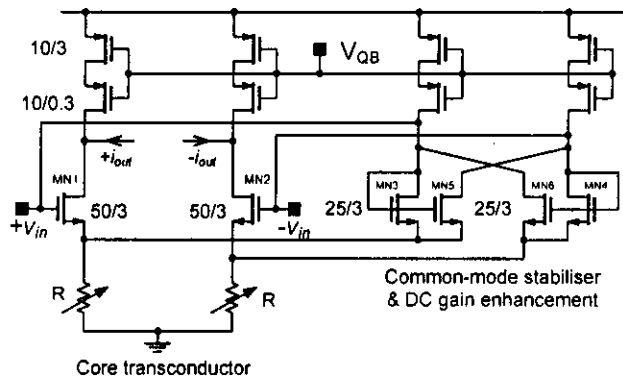 10/3
V_QB
10/0.3
+i_out
-i_out
MN1
MN2
MN3
MN5
MN6
MN4
50/3
50/3
25/3
25/3
+V_in
-V_in
R
R
Common-mode stabiliser
& DC gain enhancement
Core transconductor